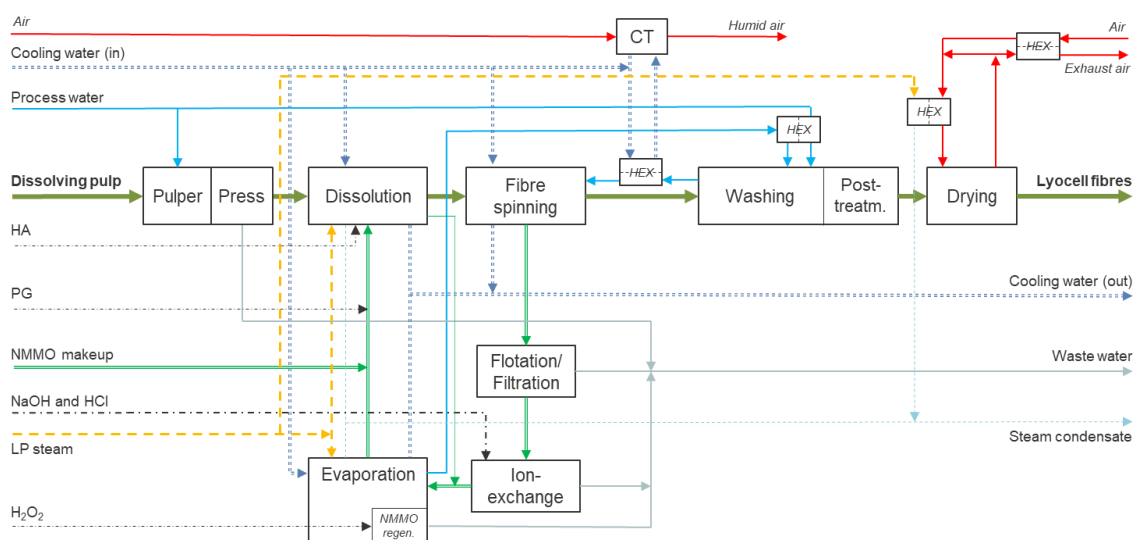 Air
Humid air
Air
CT
HEX
Cooling water (in)
Exhaust air
Process water
HEX
HEX
HEX
Dissolving pulp
Pulper
Press
Dissolution
Fibre
spinning
Washing
Post-
treatm.
Drying
Lyocell fibres
HA
Cooling water (out)
PG
NMMO makeup
Flotation/
Filtration
Waste water
NaOH and HCl
LP steam
Steam condensate
Evaporation
Ion-
exchange
H₂O₂
NMMO
regen.